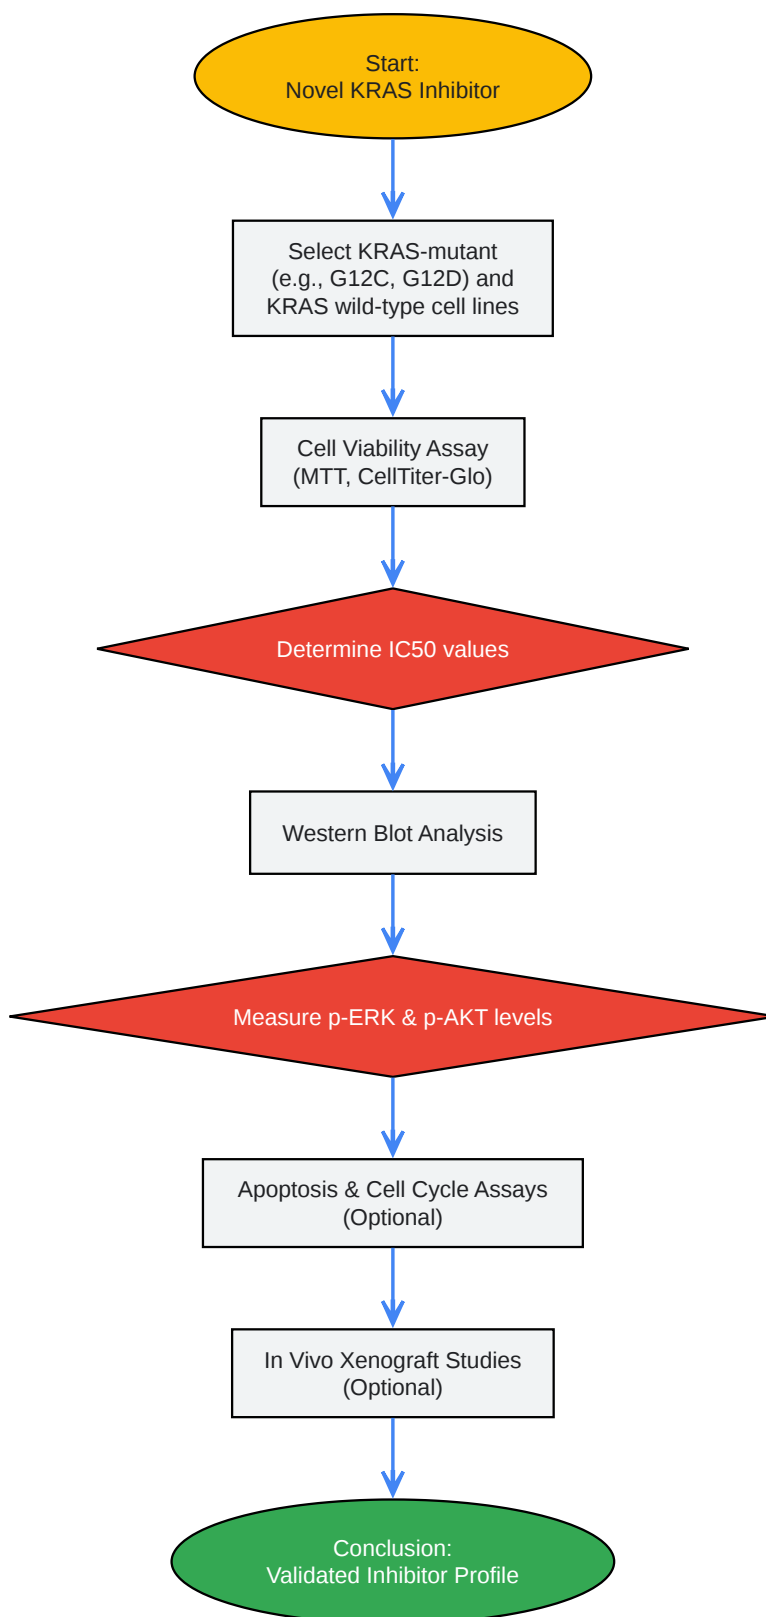 Start:
Novel KRAS Inhibitor
Select KRAS-mutant
(e.g., G12C, G12D) and
KRAS wild-type cell lines
Cell Viability Assay
(MTT, CellTiter-Glo)
Determine IC50 values
Western Blot Analysis
Measure p-ERK & p-AKT levels
Apoptosis & Cell Cycle Assays
(Optional)
In Vivo Xenograft Studies
(Optional)
Conclusion:
Validated Inhibitor Profile